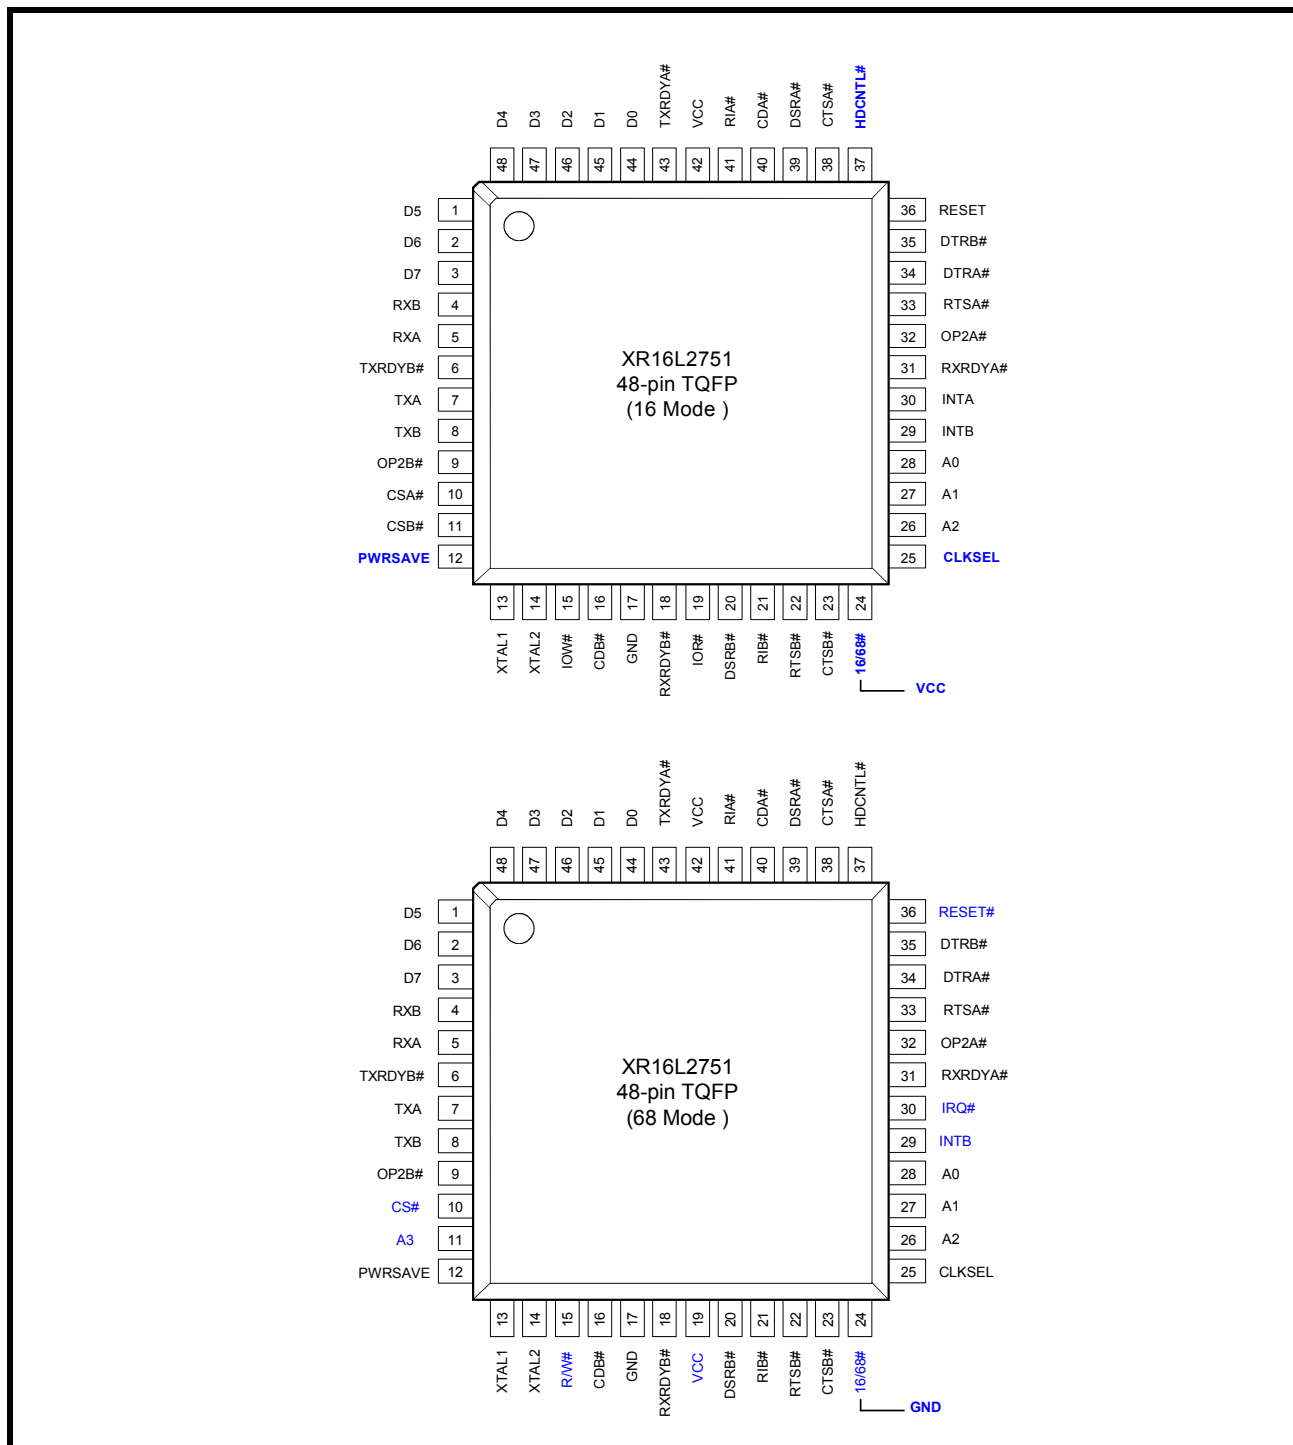 D4 D3 D2 D1 D0 TXRDYA# VCC RIA# CDA# DSRA# CTSA# HDCNTL#
48 47 46 45 44 43 42 41 40 39 38 37
D5 1 36 RESET
D6 2 35 DTRB#
D7 3 34 DTRA#
RXB 4 33 RTSA#
RXA 5 32 OP2A#
TXRDYB# 6 31 RXRDYA#
TXA 7 30 INTA
TXB 8 29 INTB
OP2B# 9 28 A0
CSA# 10 27 A1
CSB# 11 26 A2
PWRSAVE 12 25 CLKSEL
XR16L2751
48-pin TQFP
(16 Mode )
13 14 15 16 17 18 19 20 21 22 23 24
XTAL1 XTAL2 IOW# CDB# GND RXRDYB# IOR# DSRB# RIB# RTSB# CTSB# 16/68#
VCC
D4 D3 D2 D1 D0 TXRDYA# VCC RIA# CDA# DSRA# CTSA# HDCNTL#
48 47 46 45 44 43 42 41 40 39 38 37
D5 1 36 RESET#
D6 2 35 DTRB#
D7 3 34 DTRA#
RXB 4 33 RTSA#
RXA 5 32 OP2A#
TXRDYB# 6 31 RXRDYA#
TXA 7 30 IRQ#
TXB 8 29 INTB
OP2B# 9 28 A0
CS# 10 27 A1
A3 11 26 A2
PWRSAVE 12 25 CLKSEL
XR16L2751
48-pin TQFP
(68 Mode )
13 14 15 16 17 18 19 20 21 22 23 24
XTAL1 XTAL2 R/W# CDB# GND RXRDYB# VCC DSRB# RIB# RTSB# CTSB# 16/68#
GND